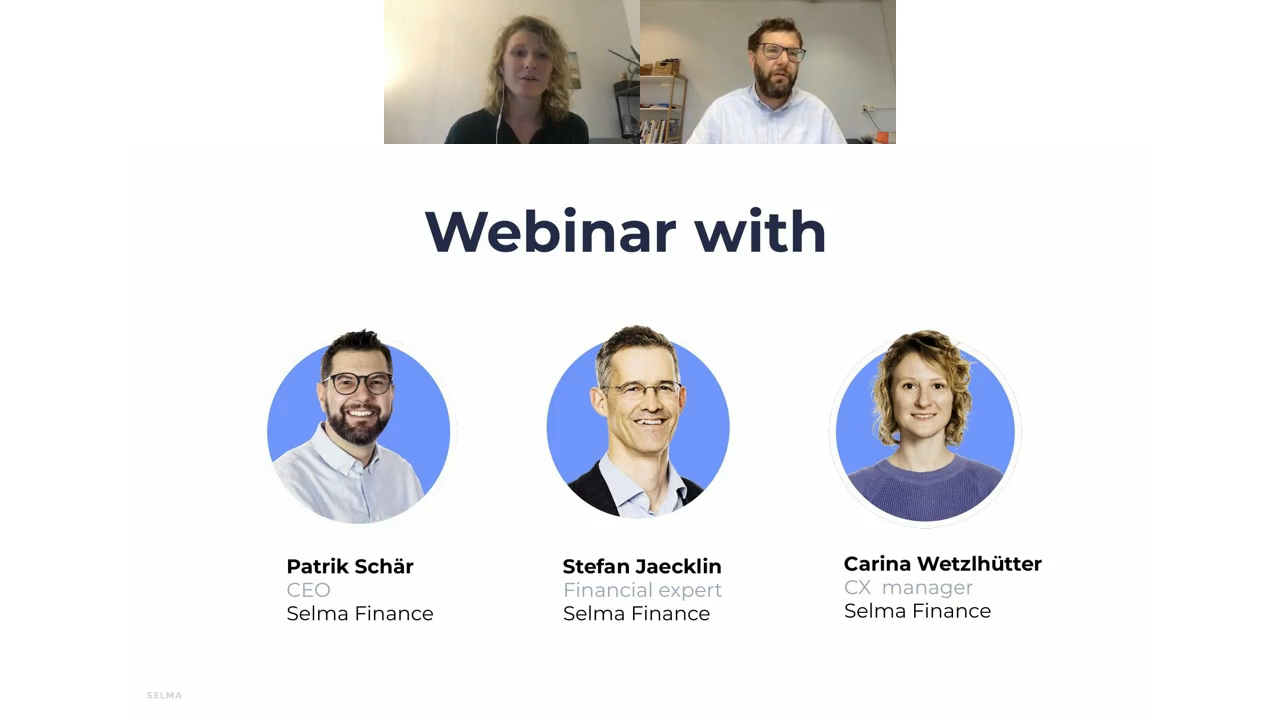 Webinar with
Patrik Schär
CEO
Selma Finance
Stefan Jaecklin
Financial expert
Selma Finance
Carina Wetzlhütter
CX manager
Selma Finance
SELMA